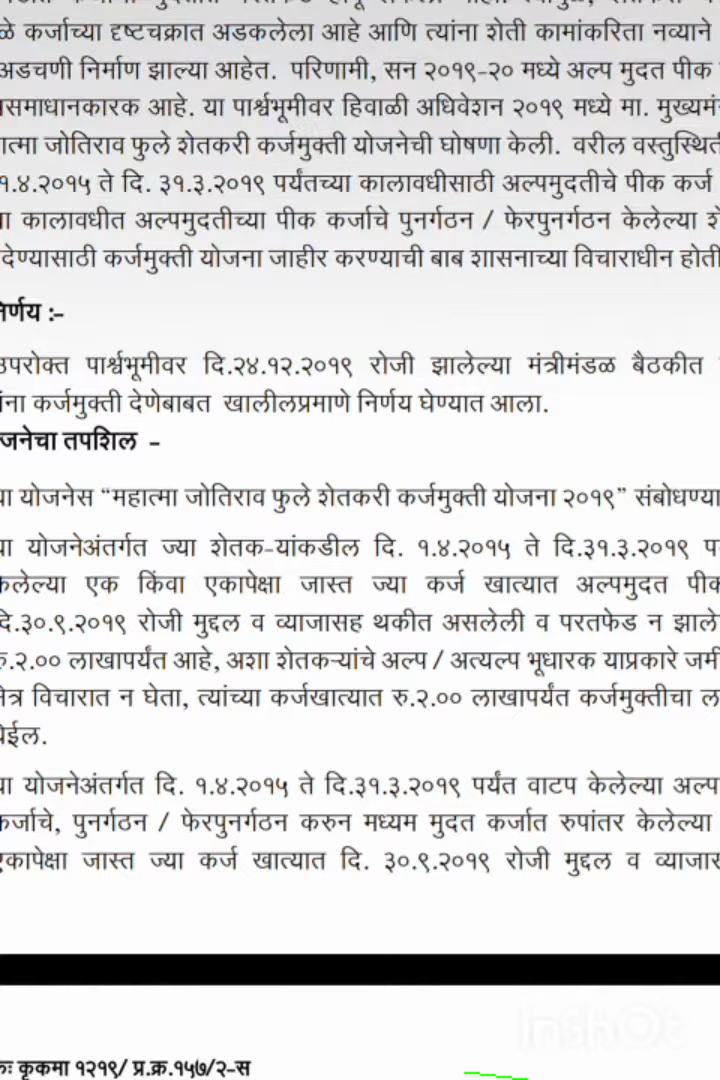 ळे कर्जाच्या दृष्टचक्रात अडकलेला आहे आणि त्यांना शेती कामांकरिता नव्याने
अडचणी निर्माण झाल्या आहेत. परिणामी, सन २०१९-२० मध्ये अल्प मुदत पीक
समाधानकारक आहे. या पार्श्वभूमीवर हिवाळी अधिवेशन २०१९ मध्ये मा. मुख्यमं
त्मा जोतिराव फुले शेतकरी कर्जमुक्ती योजनेची घोषणा केली. वरील वस्तुस्थित
१.४.२०१५ ते दि. ३१.३.२०१९ पर्यंतच्या कालावधीसाठी अल्पमुदतीचे पीक कर्ज
ा कालावधीत अल्पमुदतीच्या पीक कर्जाचे पुनर्गठन / फेरपुनर्गठन केलेल्या शे
देण्यासाठी कर्जमुक्ती योजना जाहीर करण्याची बाब शासनाच्या विचाराधीन होती
र्णय :-
उपरोक्त पार्श्वभूमीवर दि.२४.१२.२०१९ रोजी झालेल्या मंत्रीमंडळ बैठकीत
ंना कर्जमुक्ती देणेबाबत खालीलप्रमाणे निर्णय घेण्यात आला.
जनेचा तपशिल -
या योजनेस “महात्मा जोतिराव फुले शेतकरी कर्जमुक्ती योजना २०१९” संबोधण्या
या योजनेअंतर्गत ज्या शेतक-यांकडील दि. १.४.२०१५ ते दि.३१.३.२०१९ प
केलेल्या एक किंवा एकापेक्षा जास्त ज्या कर्ज खात्यात अल्पमुदत पीक
दि.३०.९.२०१९ रोजी मुद्दल व व्याजासह थकीत असलेली व परतफेड न झाले
रु.२.०० लाखापर्यंत आहे, अशा शेतकऱ्यांचे अल्प / अत्यल्प भूधारक याप्रकारे जमी
त्र विचारात न घेता, त्यांच्या कर्जखात्यात रु.२.०० लाखापर्यंत कर्जमुक्तीचा ल
येईल.
या योजनेअंतर्गत दि. १.४.२०१५ ते दि.३१.३.२०१९ पर्यंत वाटप केलेल्या अल्प
कर्जाचे, पुनर्गठन / फेरपुनर्गठन करुन मध्यम मुदत कर्जात रुपांतर केलेल्या
एकापेक्षा जास्त ज्या कर्ज खात्यात दि. ३०.९.२०१९ रोजी मुद्दल व व्याजास
कः कृकमा १२१९/ प्र.क्र.१५७/२-स
InShOt